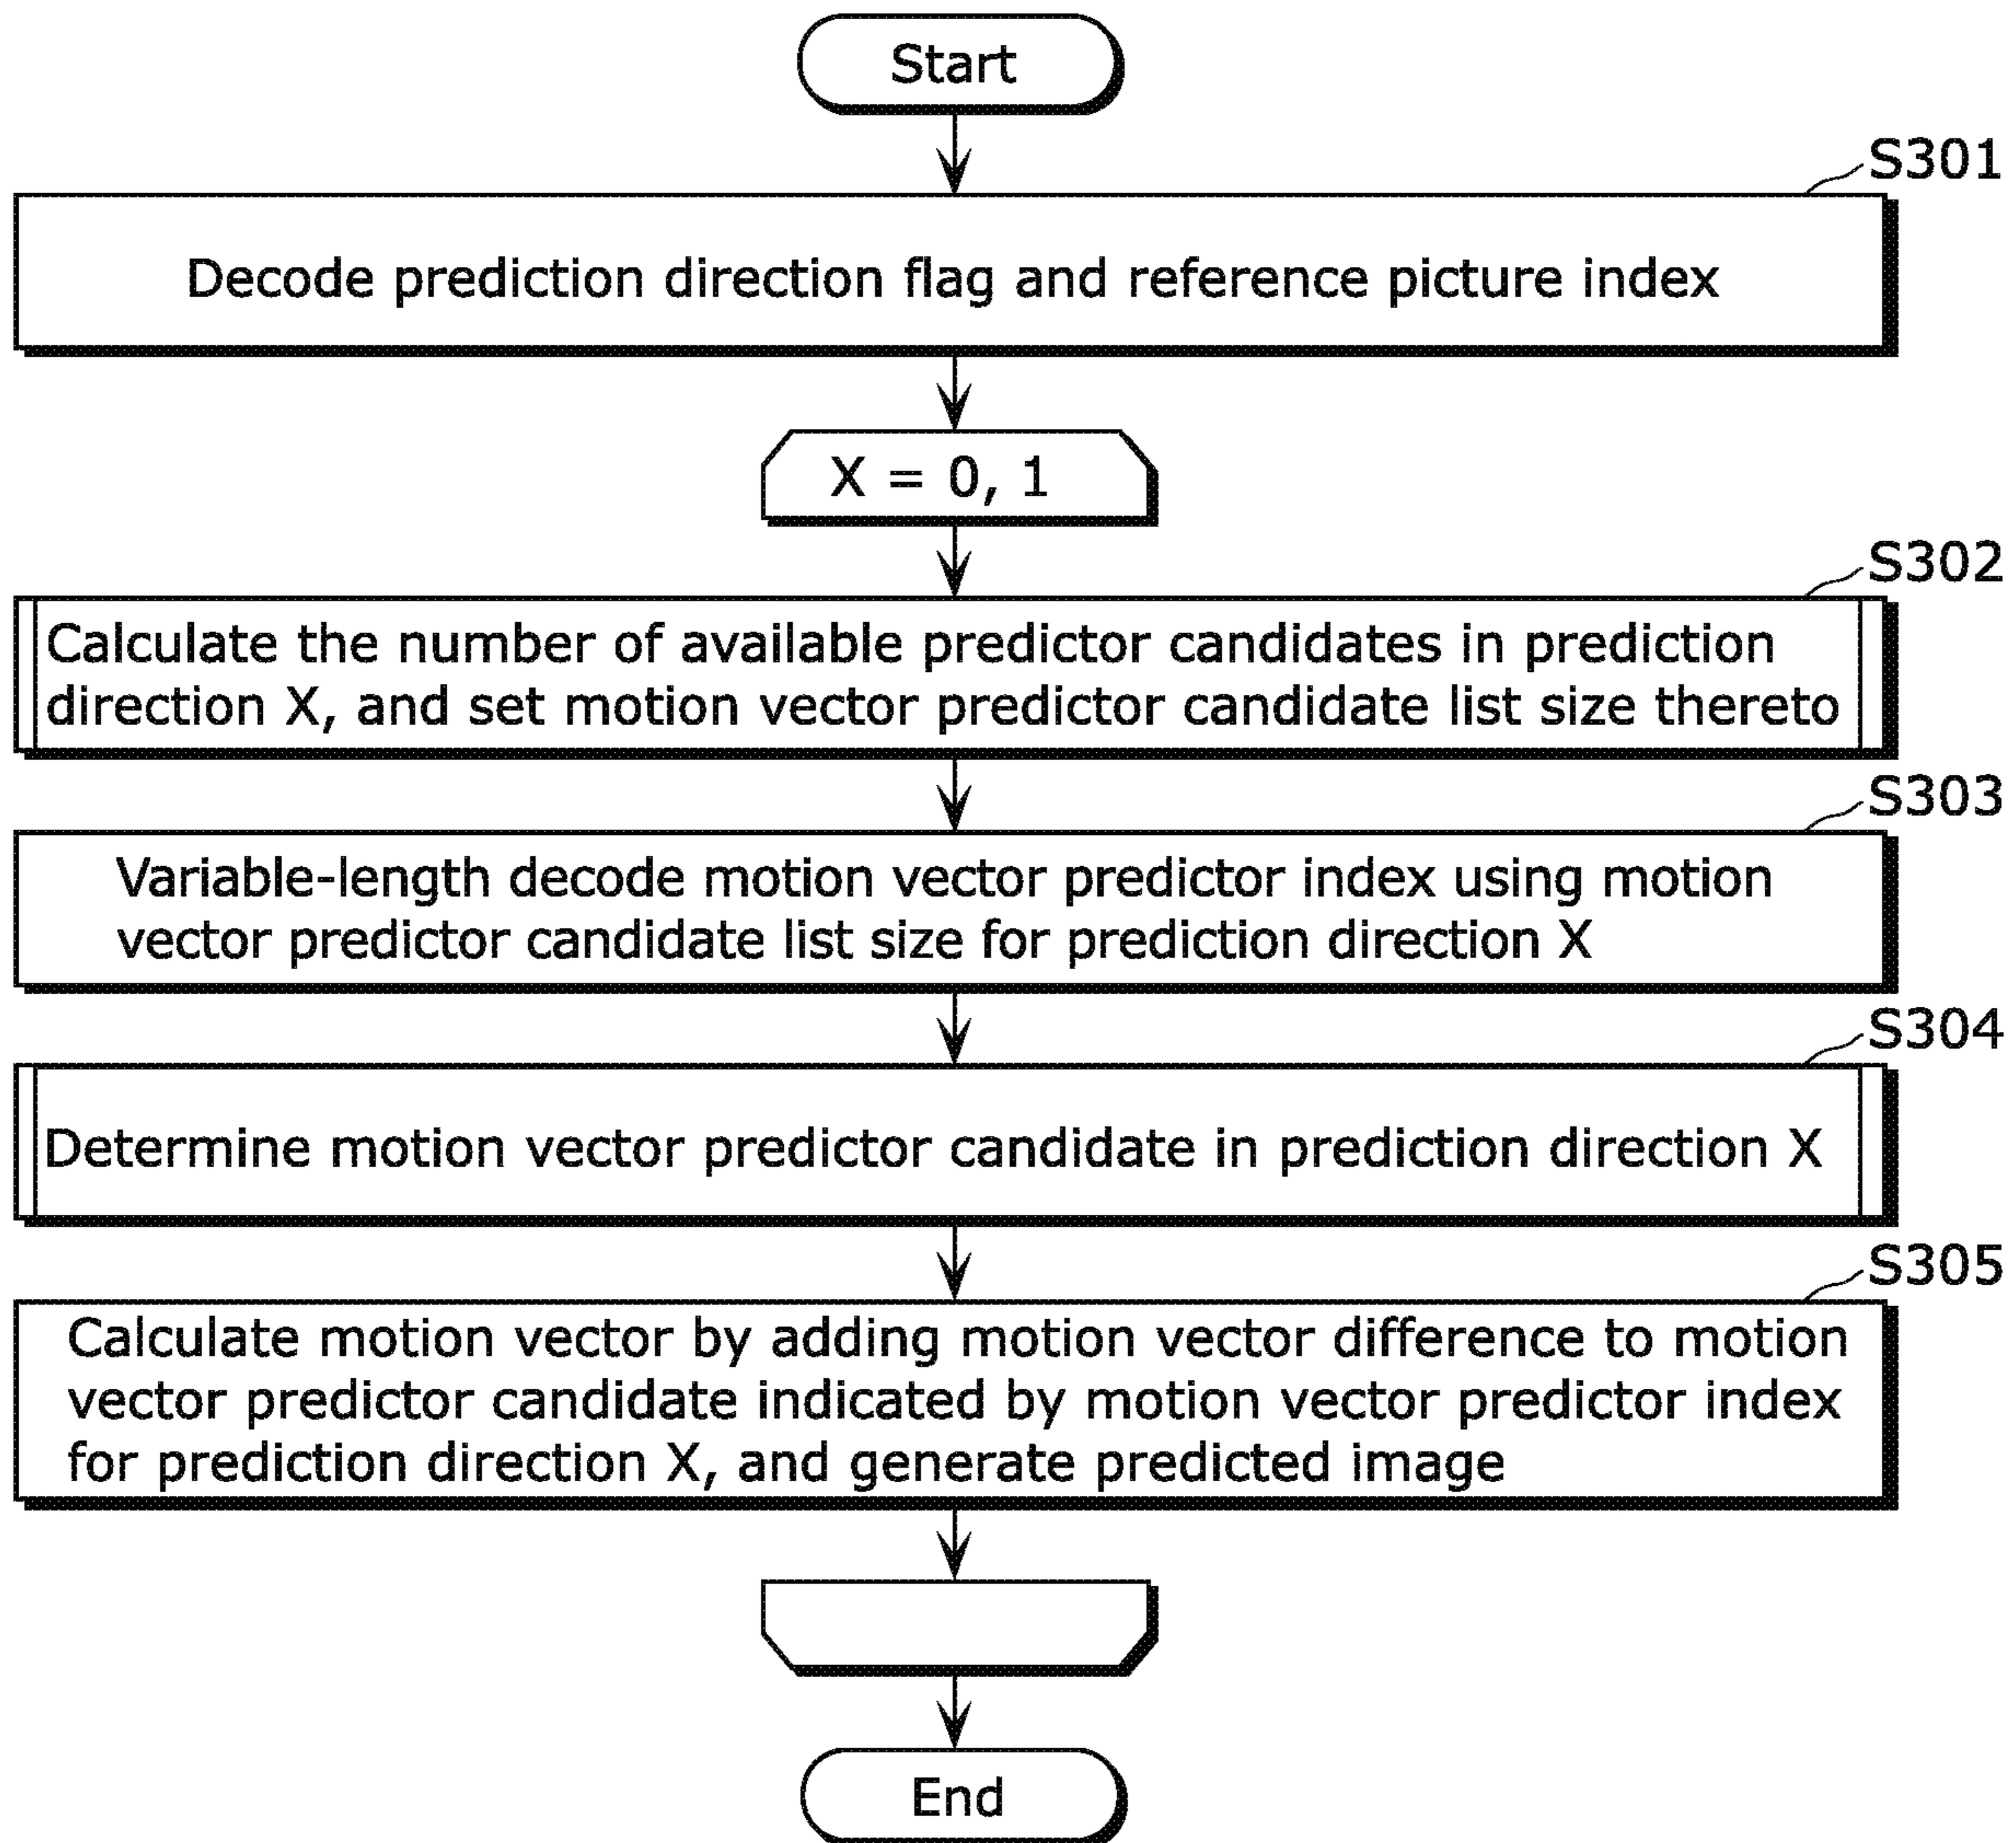 Start
S301
Decode prediction direction flag and reference picture index
X = 0, 1
S302
Calculate the number of available predictor candidates in prediction
direction X, and set motion vector predictor candidate list size thereto
S303
Variable-length decode motion vector predictor index using motion
vector predictor candidate list size for prediction direction X
S304
Determine motion vector predictor candidate in prediction direction X
S305
Calculate motion vector by adding motion vector difference to motion
vector predictor candidate indicated by motion vector predictor index
for prediction direction X, and generate predicted image
End